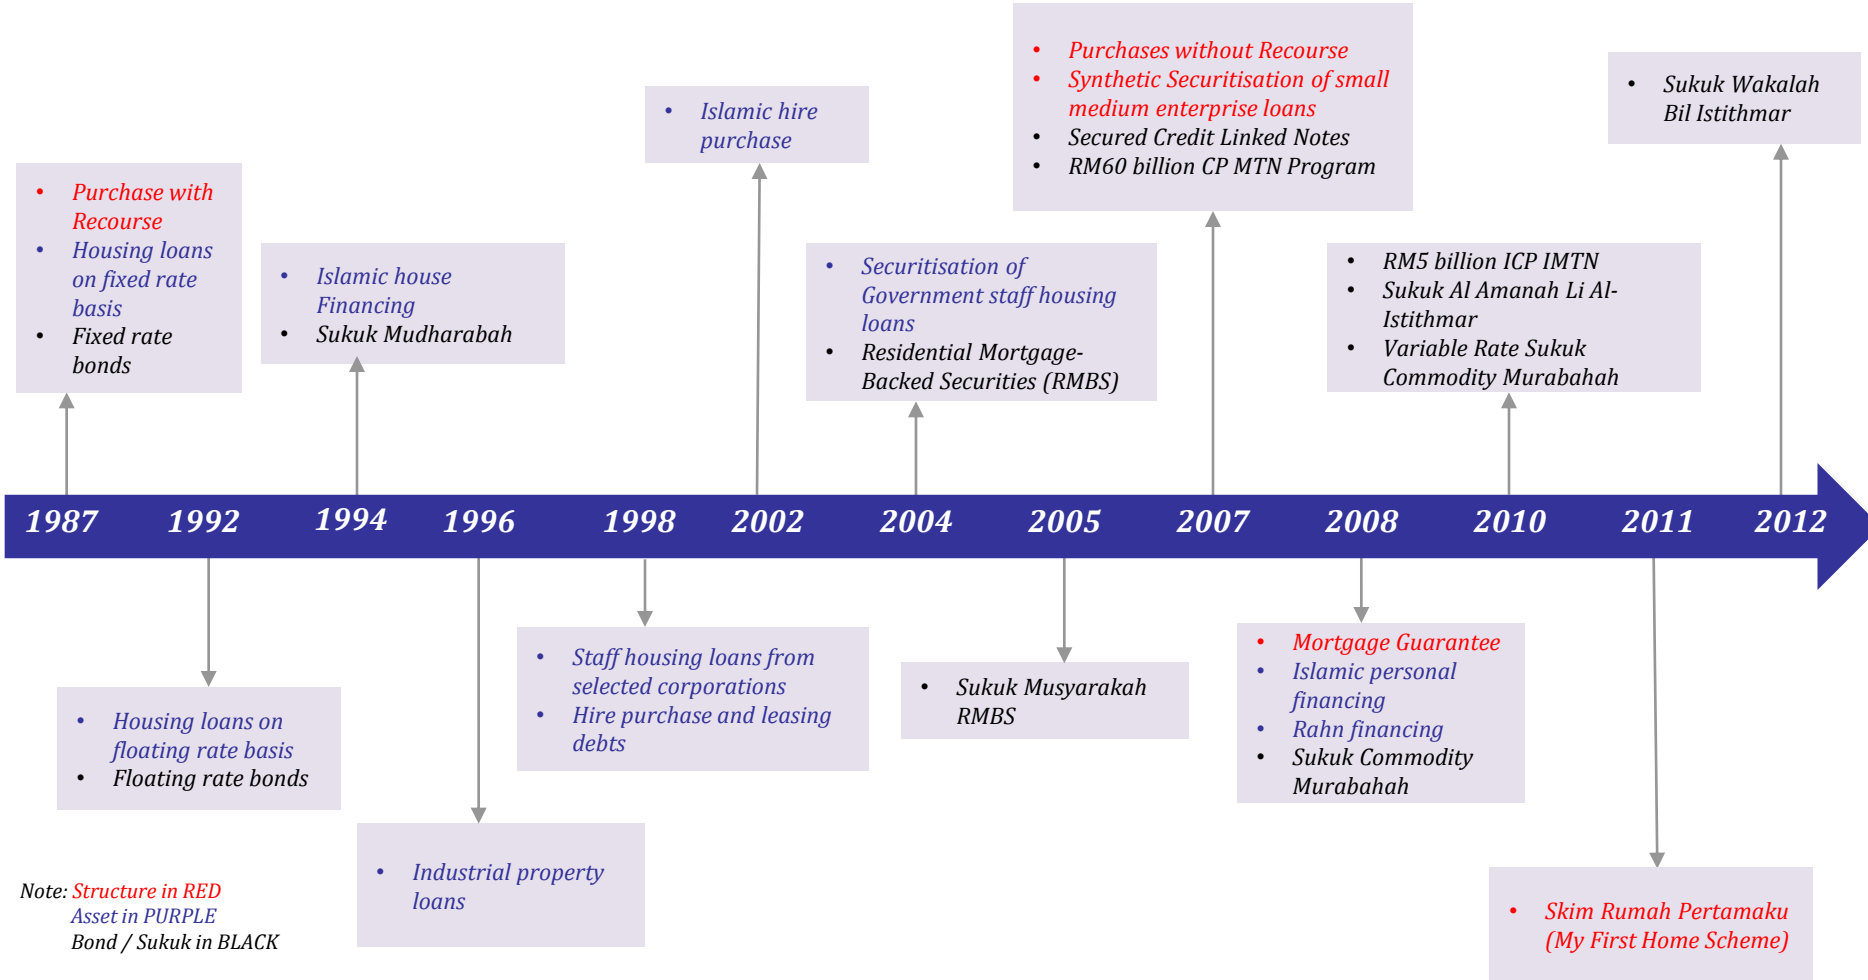 • Purchases without Recourse
• Synthetic Securitisation of small
medium enterprise loans
• Secured Credit Linked Notes
• RM60 billion CP MTN Program
• Sukuk Wakalah
Bil Istithmar
• Islamic hire
purchase
• Purchase with
Recourse
• Housing loans
on fixed rate
basis
• Fixed rate
bonds
• Islamic house
Financing
• Sukuk Mudharabah
• Securitisation of
Government staff housing
loans
• Residential Mortgage-
Backed Securities (RMBS)
• RM5 billion ICP IMTN
• Sukuk Al Amanah Li Al-
Istithmar
• Variable Rate Sukuk
Commodity Murabahah
1987 1992 1994 1996 1998 2002 2004 2005 2007 2008 2010 2011 2012
• Housing loans on
floating rate basis
• Floating rate bonds
• Industrial property
loans
• Staff housing loans from
selected corporations
• Hire purchase and leasing
debts
• Sukuk Musyarakah
RMBS
• Mortgage Guarantee
• Islamic personal
financing
• Rahn financing
• Sukuk Commodity
Murabahah
• Skim Rumah Pertamaku
(My First Home Scheme)
Note: Structure in RED
Asset in PURPLE
Bond / Sukuk in BLACK